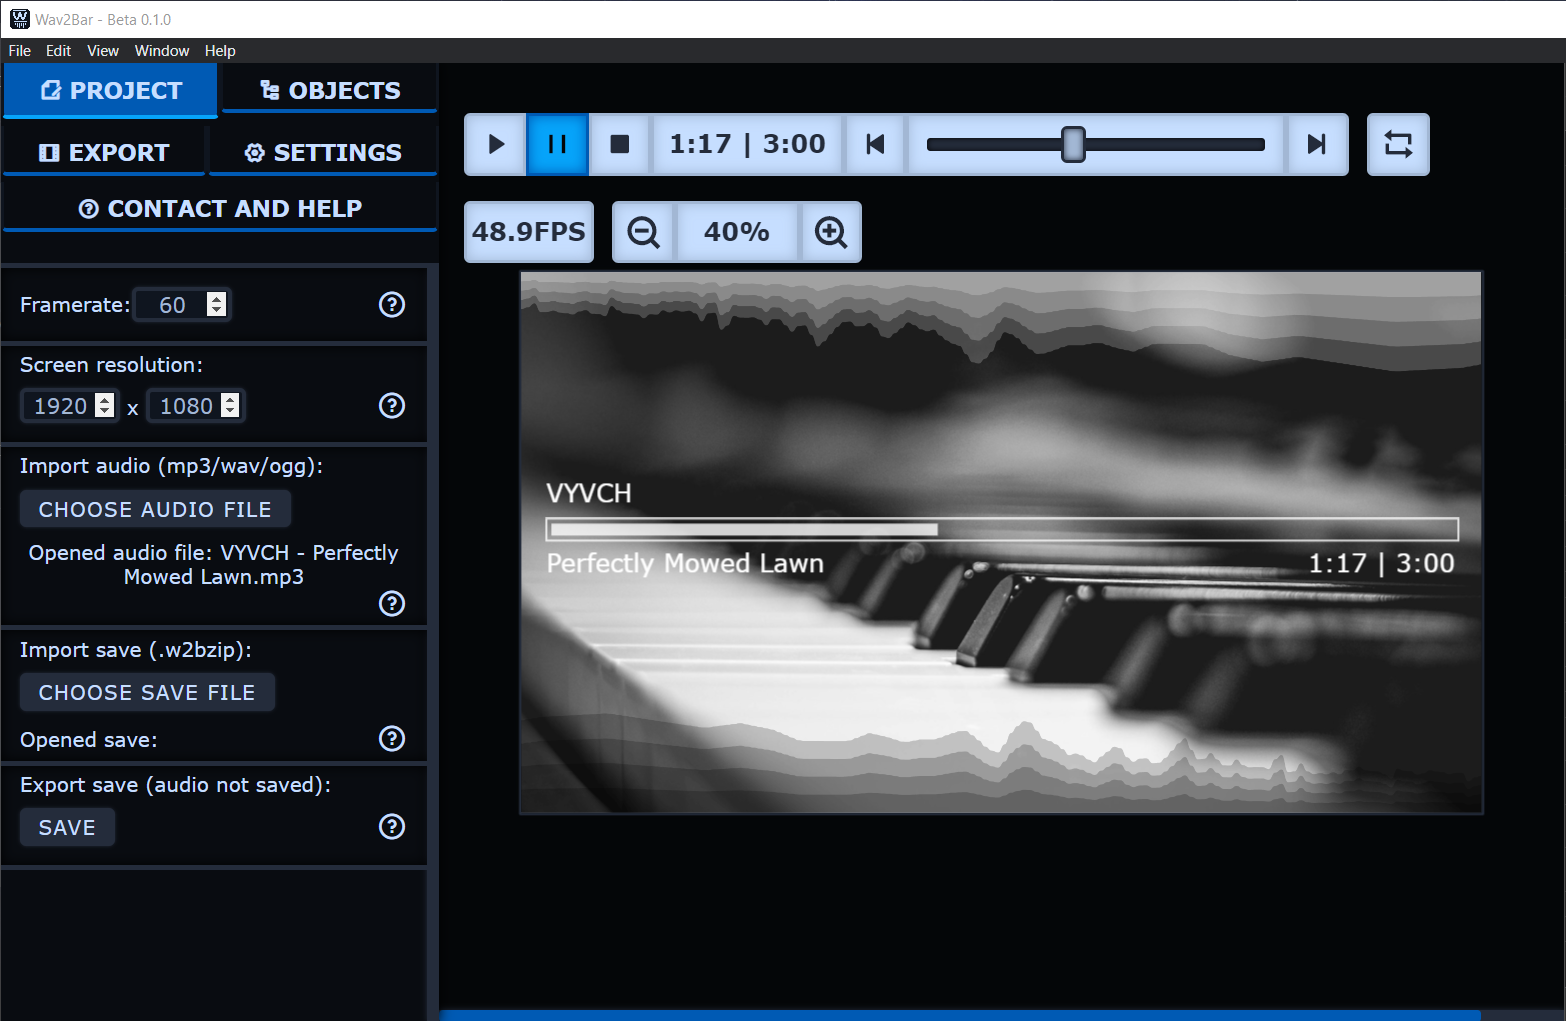 Wav2Bar - Beta 0.1.0
File Edit View Window Help
PROJECT OBJECTS
EXPORT SETTINGS
CONTACT AND HELP
Framerate: 60
Screen resolution:
1920 x 1080
Import audio (mp3/wav/ogg):
CHOOSE AUDIO FILE
Opened audio file: VYVCH - Perfectly
Mowed Lawn.mp3
Import save (.w2bzip):
CHOOSE SAVE FILE
Opened save:
Export save (audio not saved):
SAVE
1:17 | 3:00
48.9FPS 40%
VYVCH
Perfectly Mowed Lawn 1:17 | 3:00